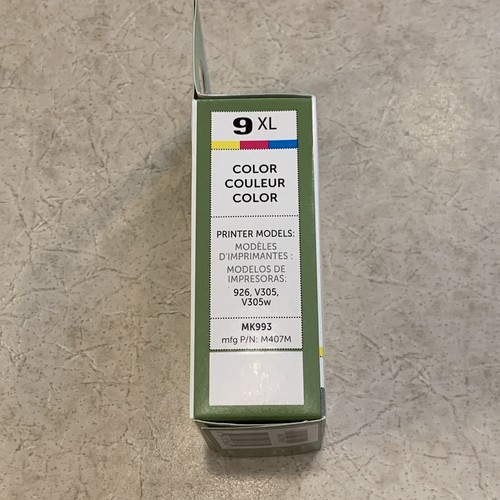 9 XL
COLOR
COULEUR
COLOR
PRINTER MODELS:
MODÈLES
D'IMPRIMANTES :
MODELOS DE
IMPRESORAS:
926, V305,
V305w
MK993
mfg P/N: M407M